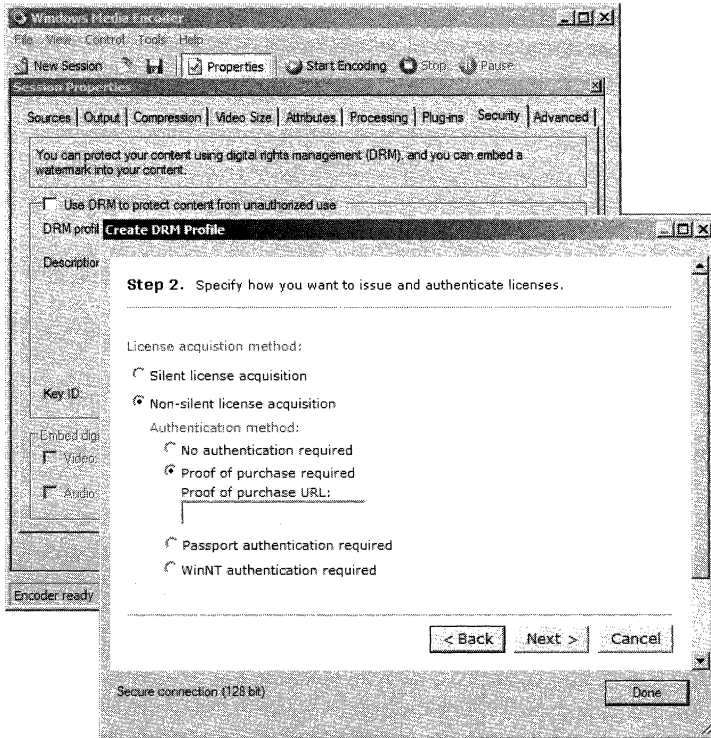 Windows Media Encoder
File View Control Tools Help
New Session Properties Start Encoding Stop Pause
Session Properties
Sources Output Compression Video Size Attributes Processing Plug-ins Security Advanced
You can protect your content using digital rights management (DRM), and you can embed a
watermark into your content.
Use DRM to protect content from unauthorized use
DRM profil
Create DRM Profile
Description
Step 2. Specify how you want to issue and authenticate licenses.
License acquistion method:
Silent license acquisition
Key ID
Non-silent license acquisition
Authentication method:
Embed digi
No authentication required
Video:
Proof of purchase required
Proof of purchase URL:
Audio:
Passport authentication required
WinNT authentication required
Encoder ready
< Back Next > Cancel
Secure connection (128 bit) Done